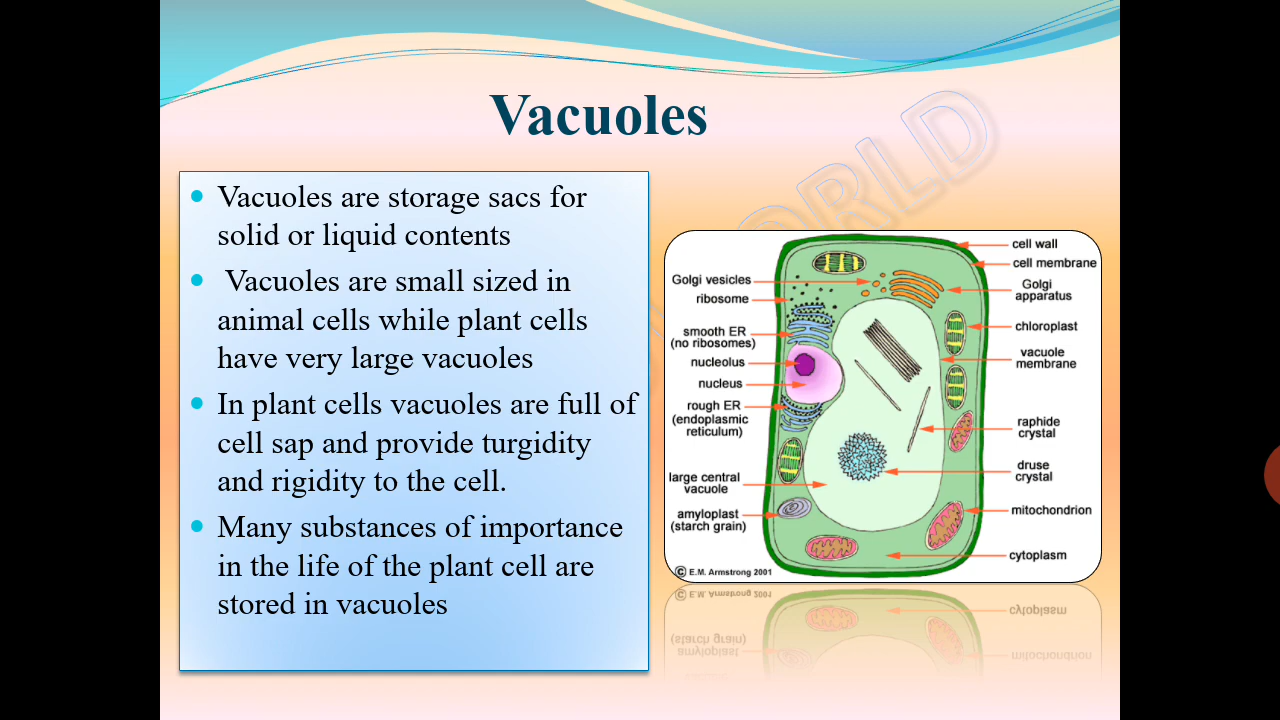 Vacuoles
• Vacuoles are storage sacs for
solid or liquid contents
• Vacuoles are small sized in
animal cells while plant cells
have very large vacuoles
• In plant cells vacuoles are full of
cell sap and provide turgidity
and rigidity to the cell.
• Many substances of importance
in the life of the plant cell are
stored in vacuoles
ORLD
Golgi vesicles
ribosome
smooth ER
(no ribosomes)
nucleolus
nucleus
rough ER
(endoplasmic
reticulum)
large central
vacuole
amyloplast
(starch grain)
© E.M. Armstrong 2001
cell wall
cell membrane
Golgi
apparatus
chloroplast
vacuole
membrane
raphide
crystal
druse
crystal
mitochondrion
cytoplasm